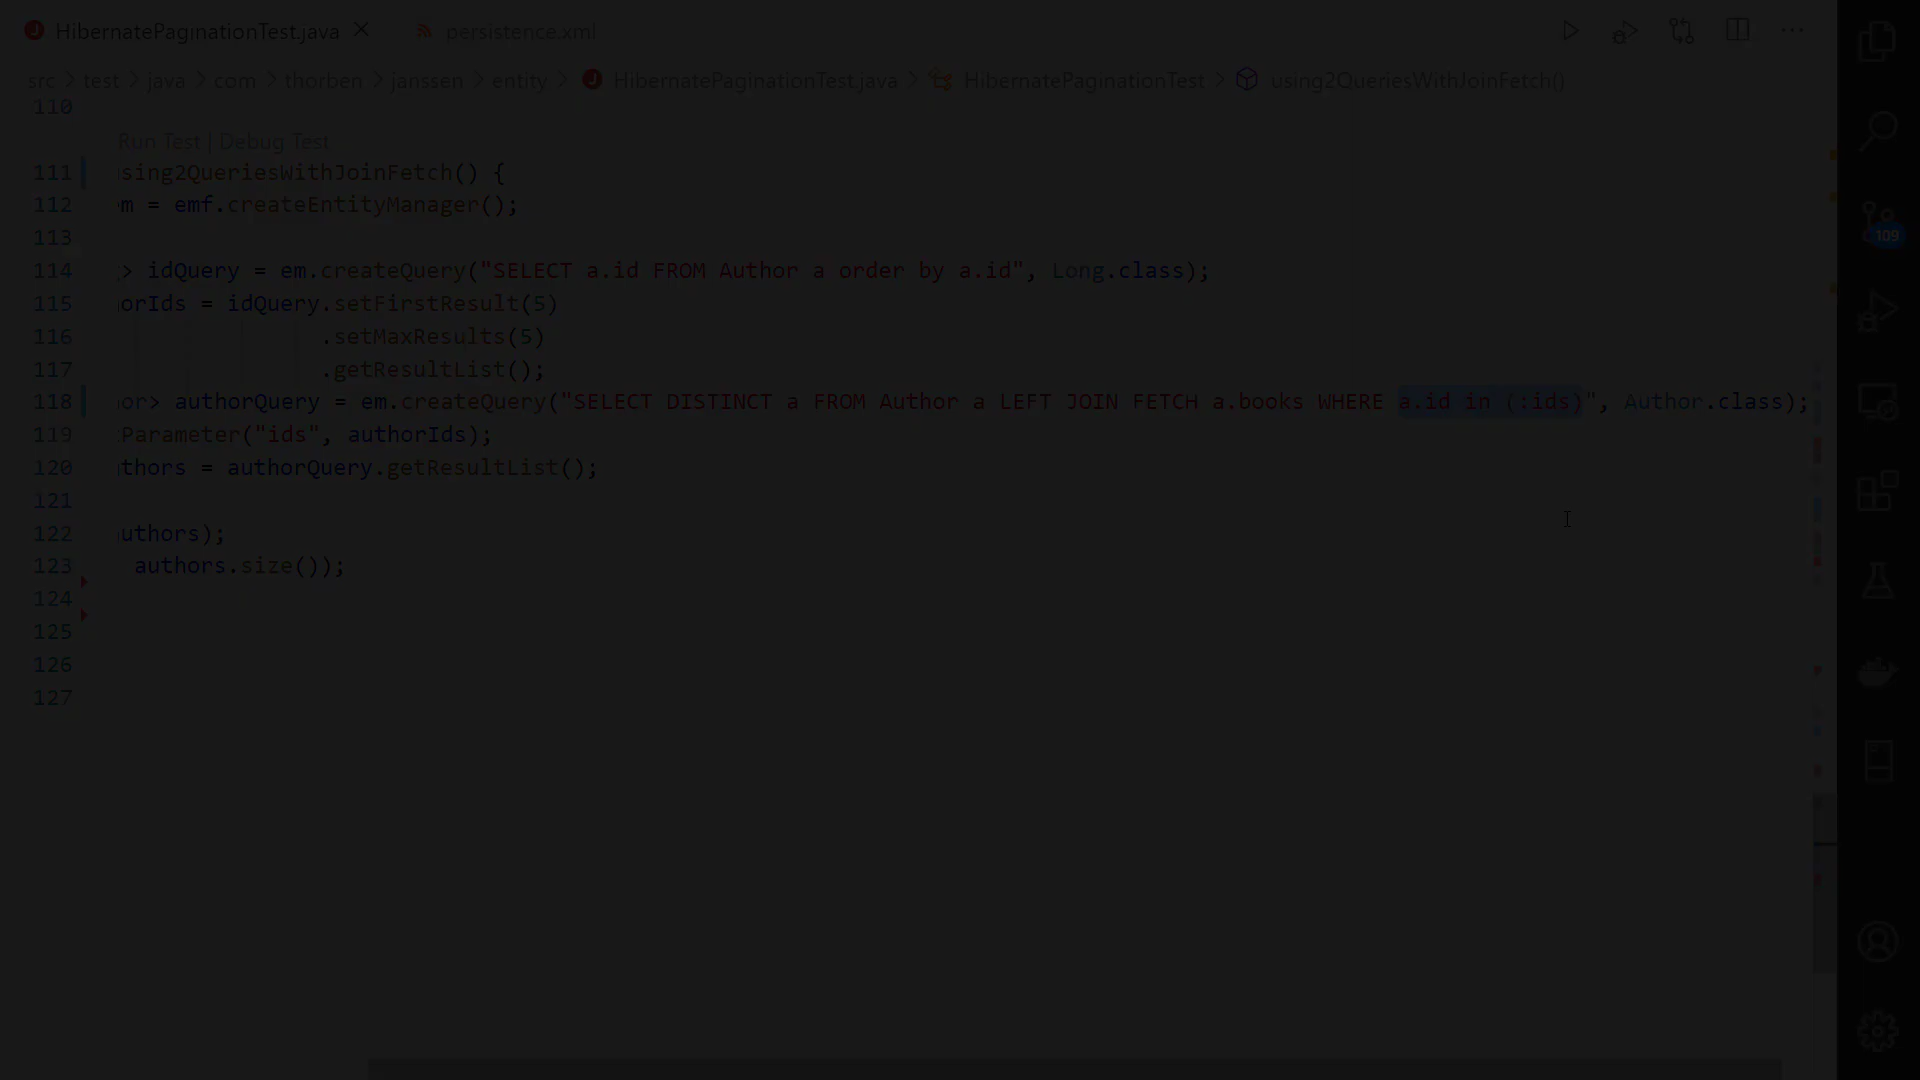 HibernatePaginationTest.java
persistence.xml
src > test > java > com > thorben > janssen > entity > HibernatePaginationTest.java > HibernatePaginationTest > using2QueriesWithJoinFetch()
110
Run Test | Debug Test
111 using2QueriesWithJoinFetch() {
112 em = emf.createEntityManager();
113
114 > idQuery = em.createQuery("SELECT a.id FROM Author a order by a.id", Long.class);
115 orIds = idQuery.setFirstResult(5)
116 .setMaxResults(5)
117 .getResultList();
118 or> authorQuery = em.createQuery("SELECT DISTINCT a FROM Author a LEFT JOIN FETCH a.books WHERE a.id in (:ids)", Author.class);
119 Parameter("ids", authorIds);
120 thors = authorQuery.getResultList();
121
122 uthors);
123 authors.size());
124
125
126
127
109